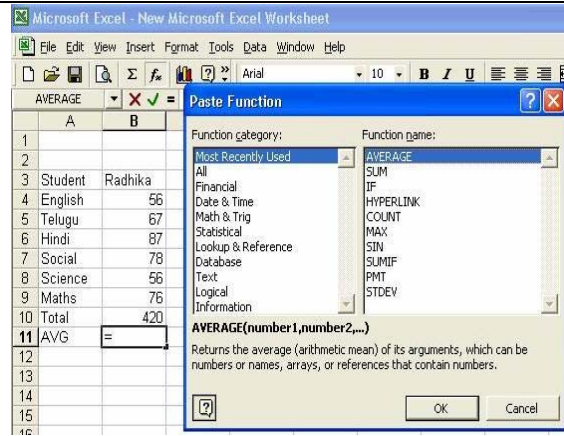 Microsoft Excel - New Microsoft Excel Worksheet
File Edit View Insert Format Tools Data Window Help
Σ fx ? » Arial 10 B I U
AVERAGE X ✓ =
A B
1
2
3 Student Radhika
4 English 56
5 Telugu 67
6 Hindi 87
7 Social 78
8 Science 56
9 Maths 76
10 Total 420
11 AVG =
12
13
14
15
16
Paste Function ? X
Function category:
Most Recently Used
All
Financial
Date & Time
Math & Trig
Statistical
Lookup & Reference
Database
Text
Logical
Information
Function name:
AVERAGE
SUM
IF
HYPERLINK
COUNT
MAX
SIN
SUMIF
PMT
STDEV
AVERAGE(number1,number2,...)
Returns the average (arithmetic mean) of its arguments, which can be
numbers or names, arrays, or references that contain numbers.
?
OK Cancel